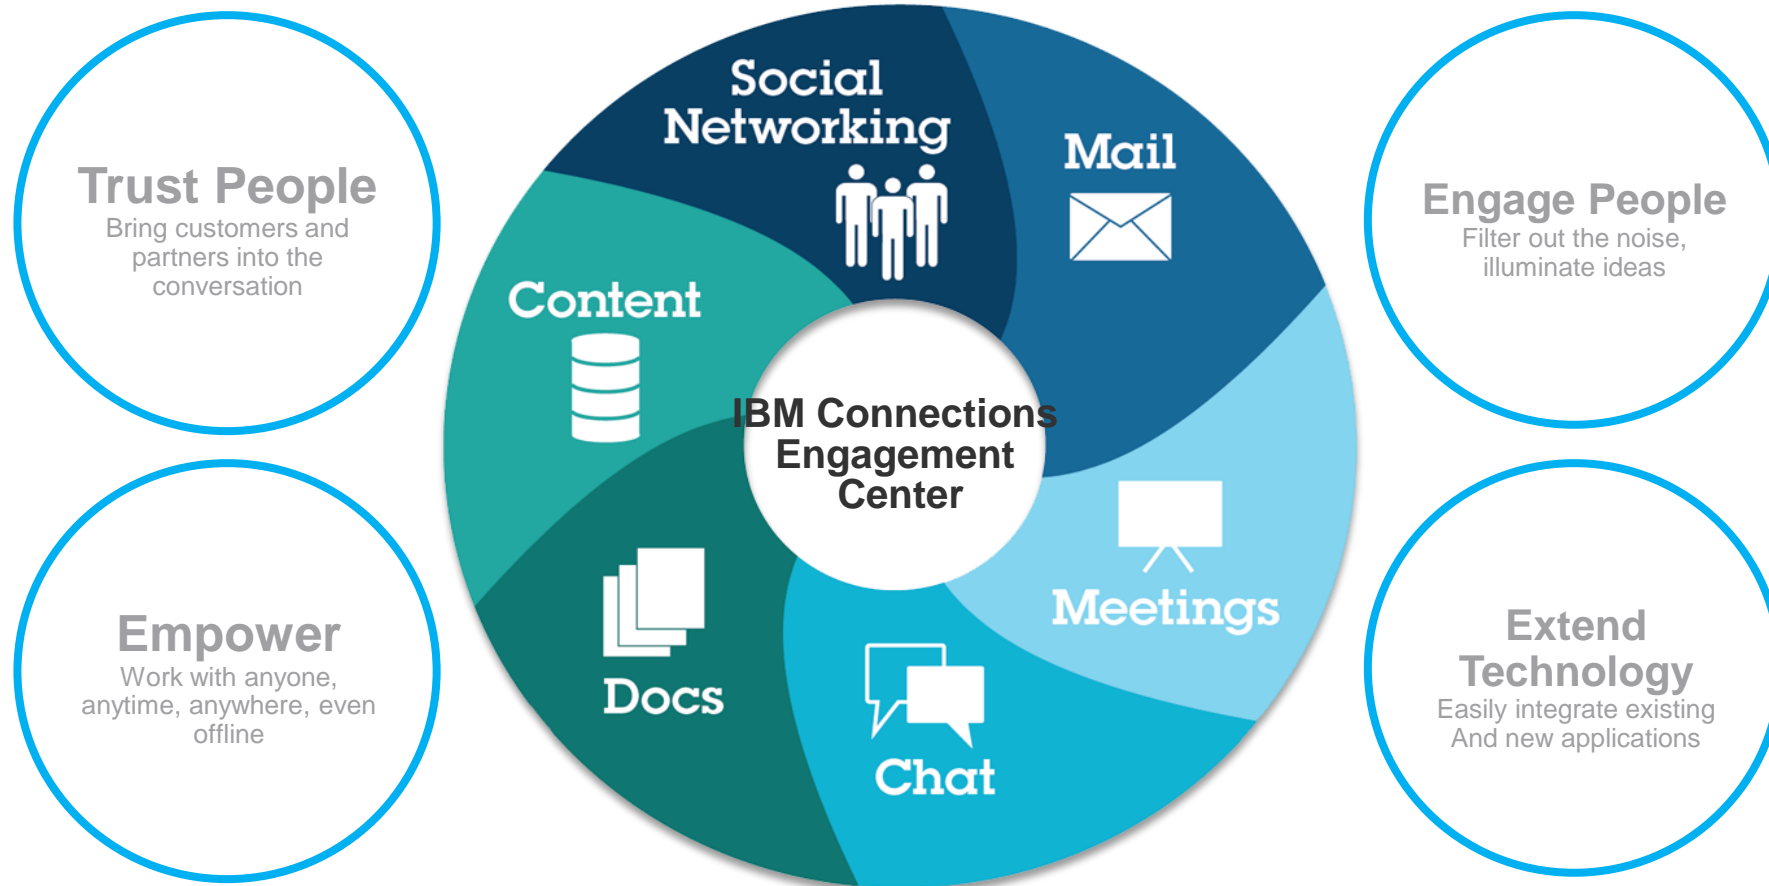 Trust People
Bring customers and
partners into the
conversation
Empower
Work with anyone,
anytime, anywhere, even
offline
Social
Networking
Mail
Content
IBM Connections
Engagement
Center
Meetings
Docs
Chat
Engage People
Filter out the noise,
illuminate ideas
Extend
Technology
Easily integrate existing
And new applications